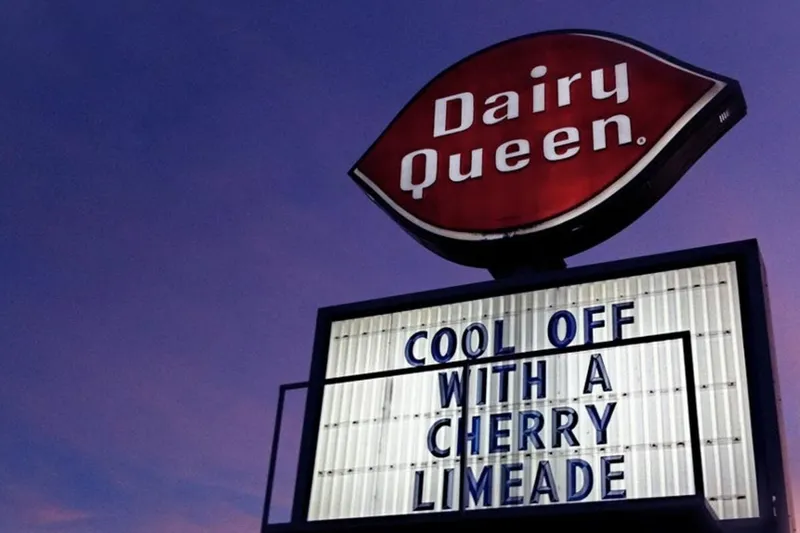 Dairy
Queen
COOL OFF
WITH A
CHERRY
LIMEADE